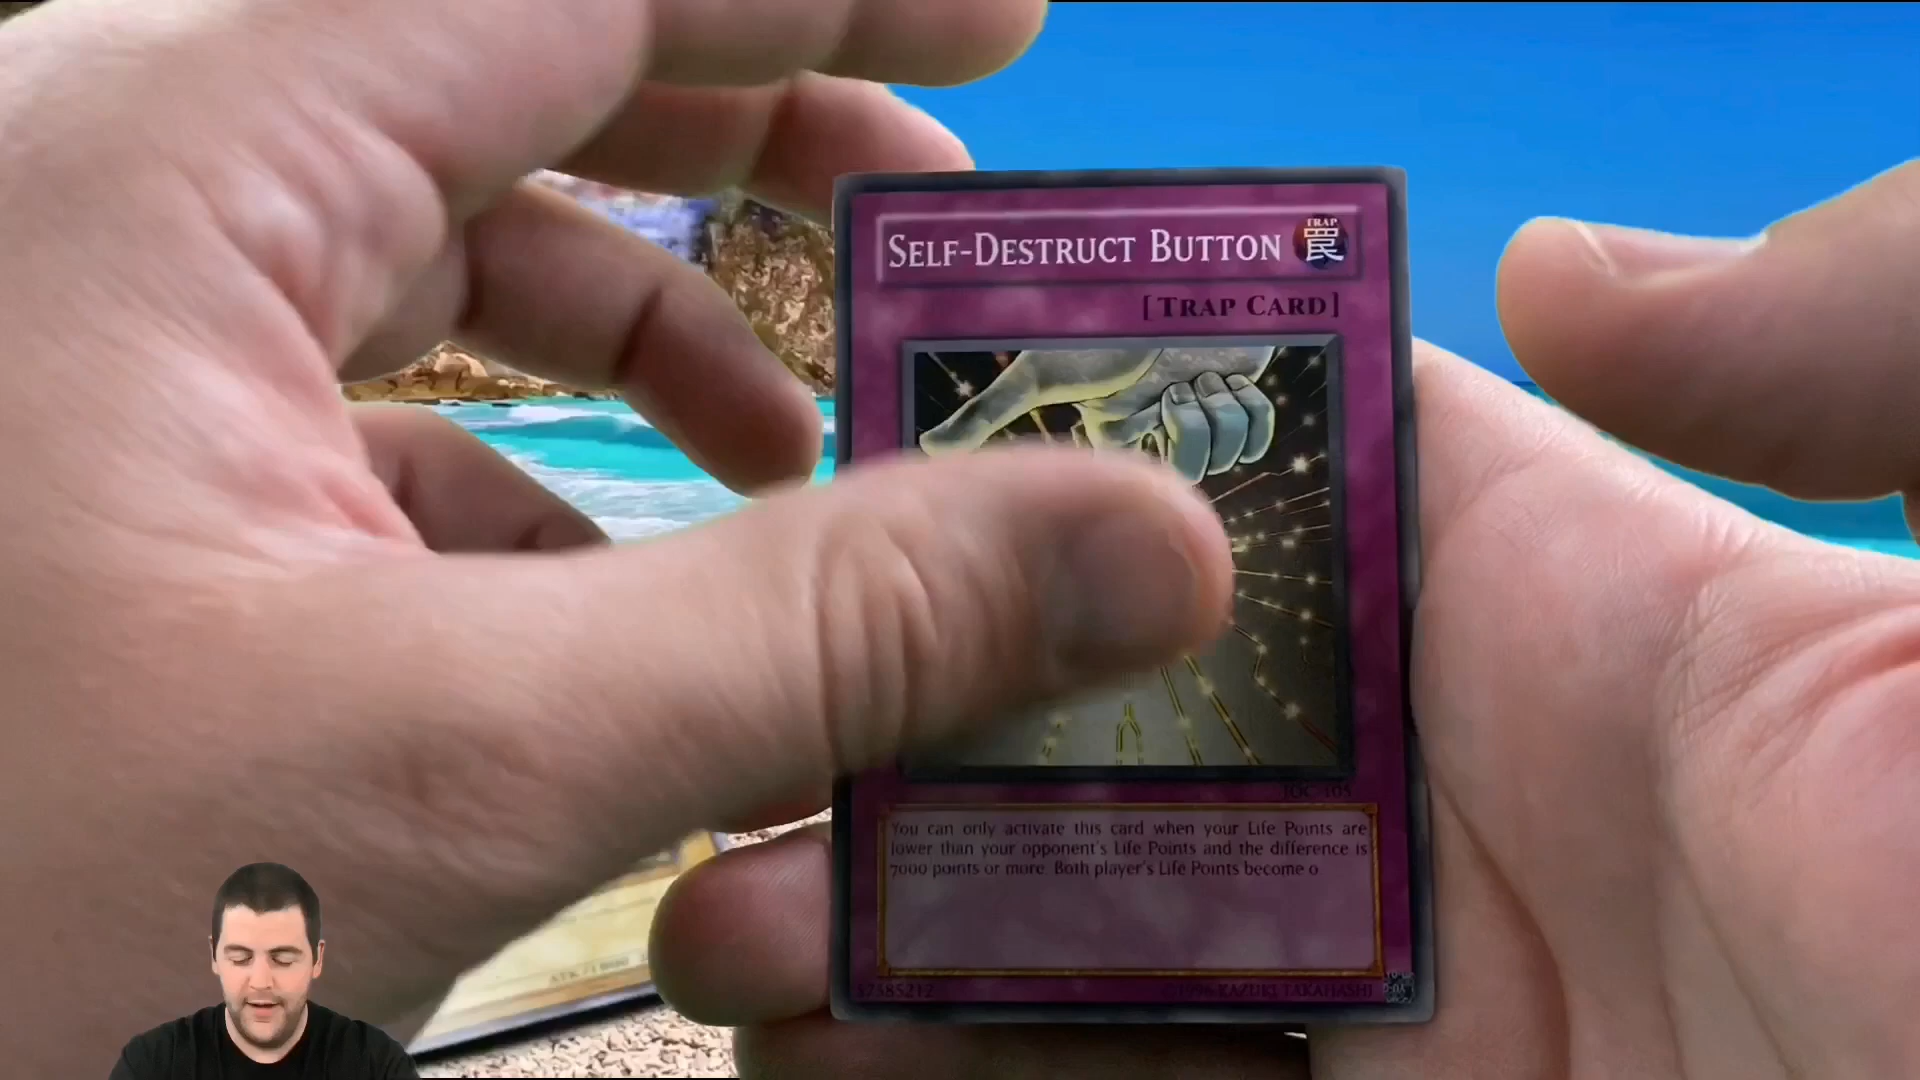 SELF-DESTRUCT BUTTON
TRAP
罠
[TRAP CARD]
IOC-105
You can only activate this card when your Life Points are
lower than your opponent's Life Points and the difference is
7000 points or more. Both player's Life Points become 0
57585212
©1996 KAZUKI TAKAHASHI
ATK/1900